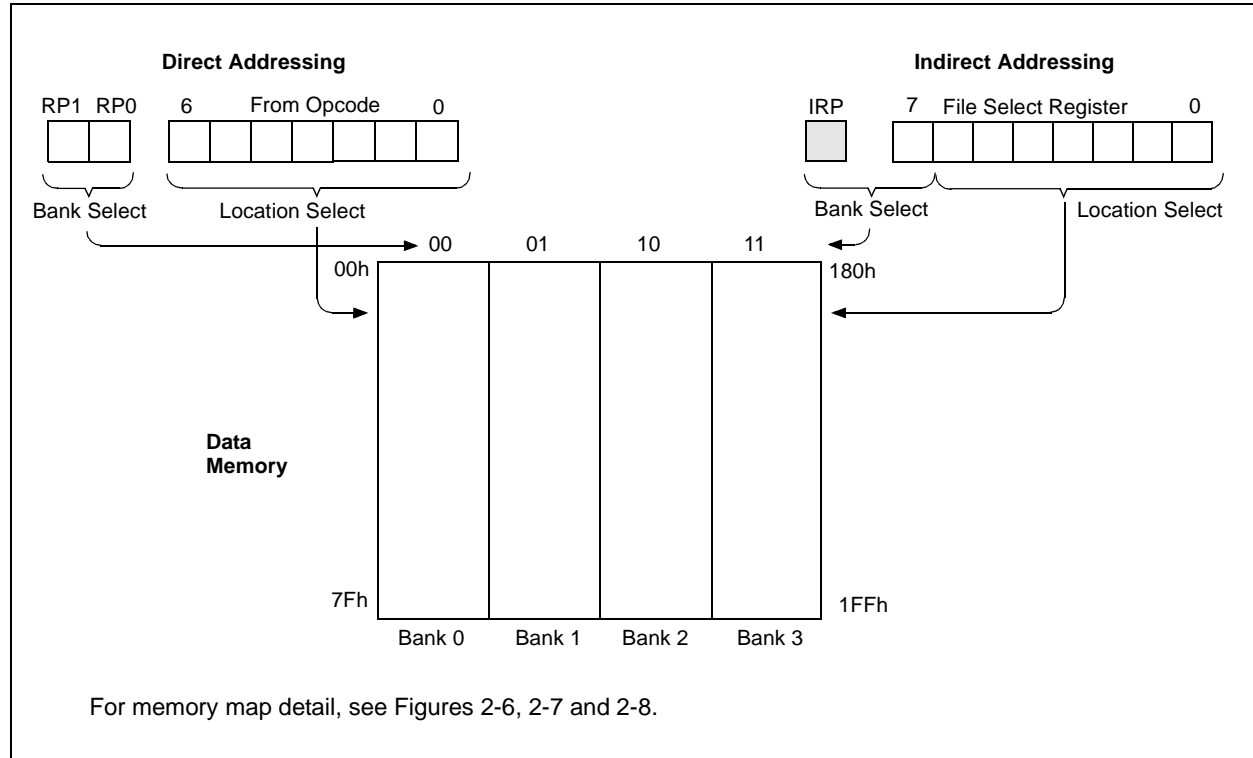 Direct Addressing
Indirect Addressing
RP1 RP0 6 From Opcode 0
IRP 7 File Select Register 0
Bank Select Location Select
Bank Select Location Select
00 01 10 11
00h 180h
Data
Memory
7Fh 1FFh
Bank 0 Bank 1 Bank 2 Bank 3
For memory map detail, see Figures 2-6, 2-7 and 2-8.